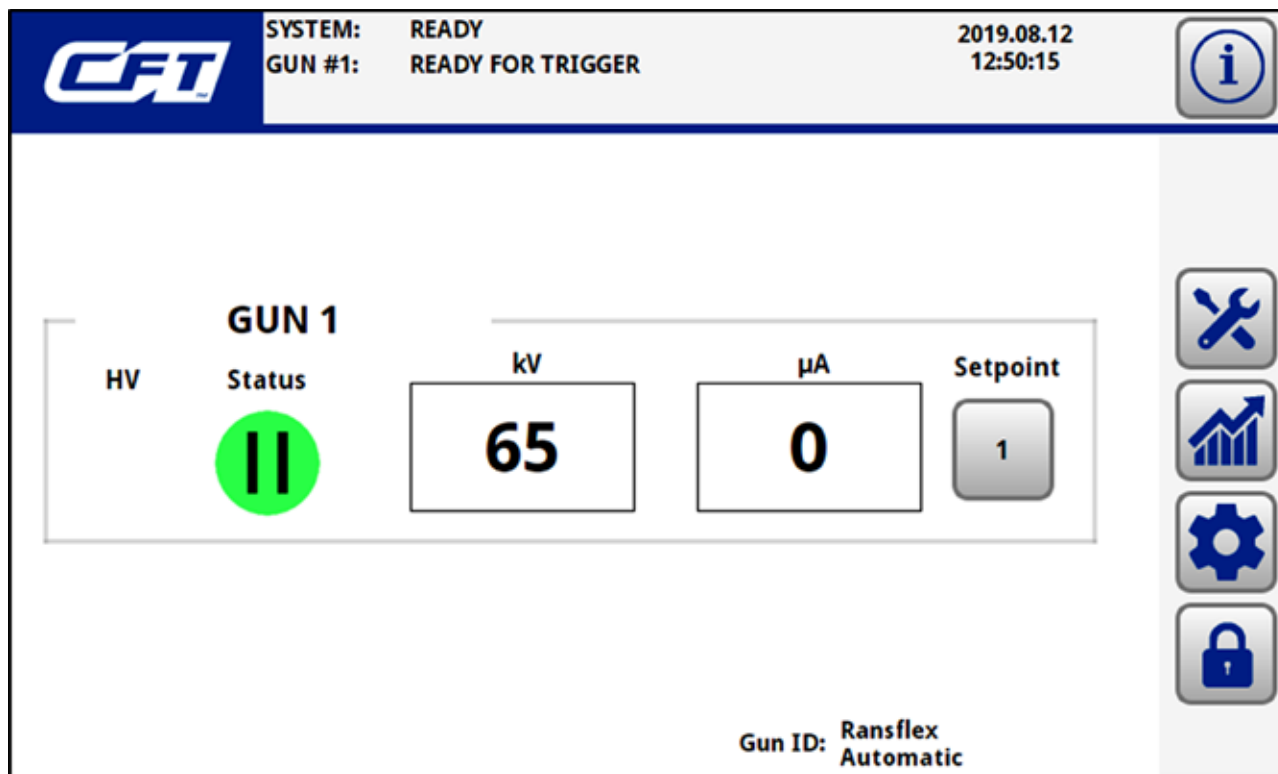 CFT™
SYSTEM: READY
GUN #1: READY FOR TRIGGER
2019.08.12
12:50:15
i
GUN 1
HV Status kV µA Setpoint
65 0 1
Gun ID: Ransflex
Automatic